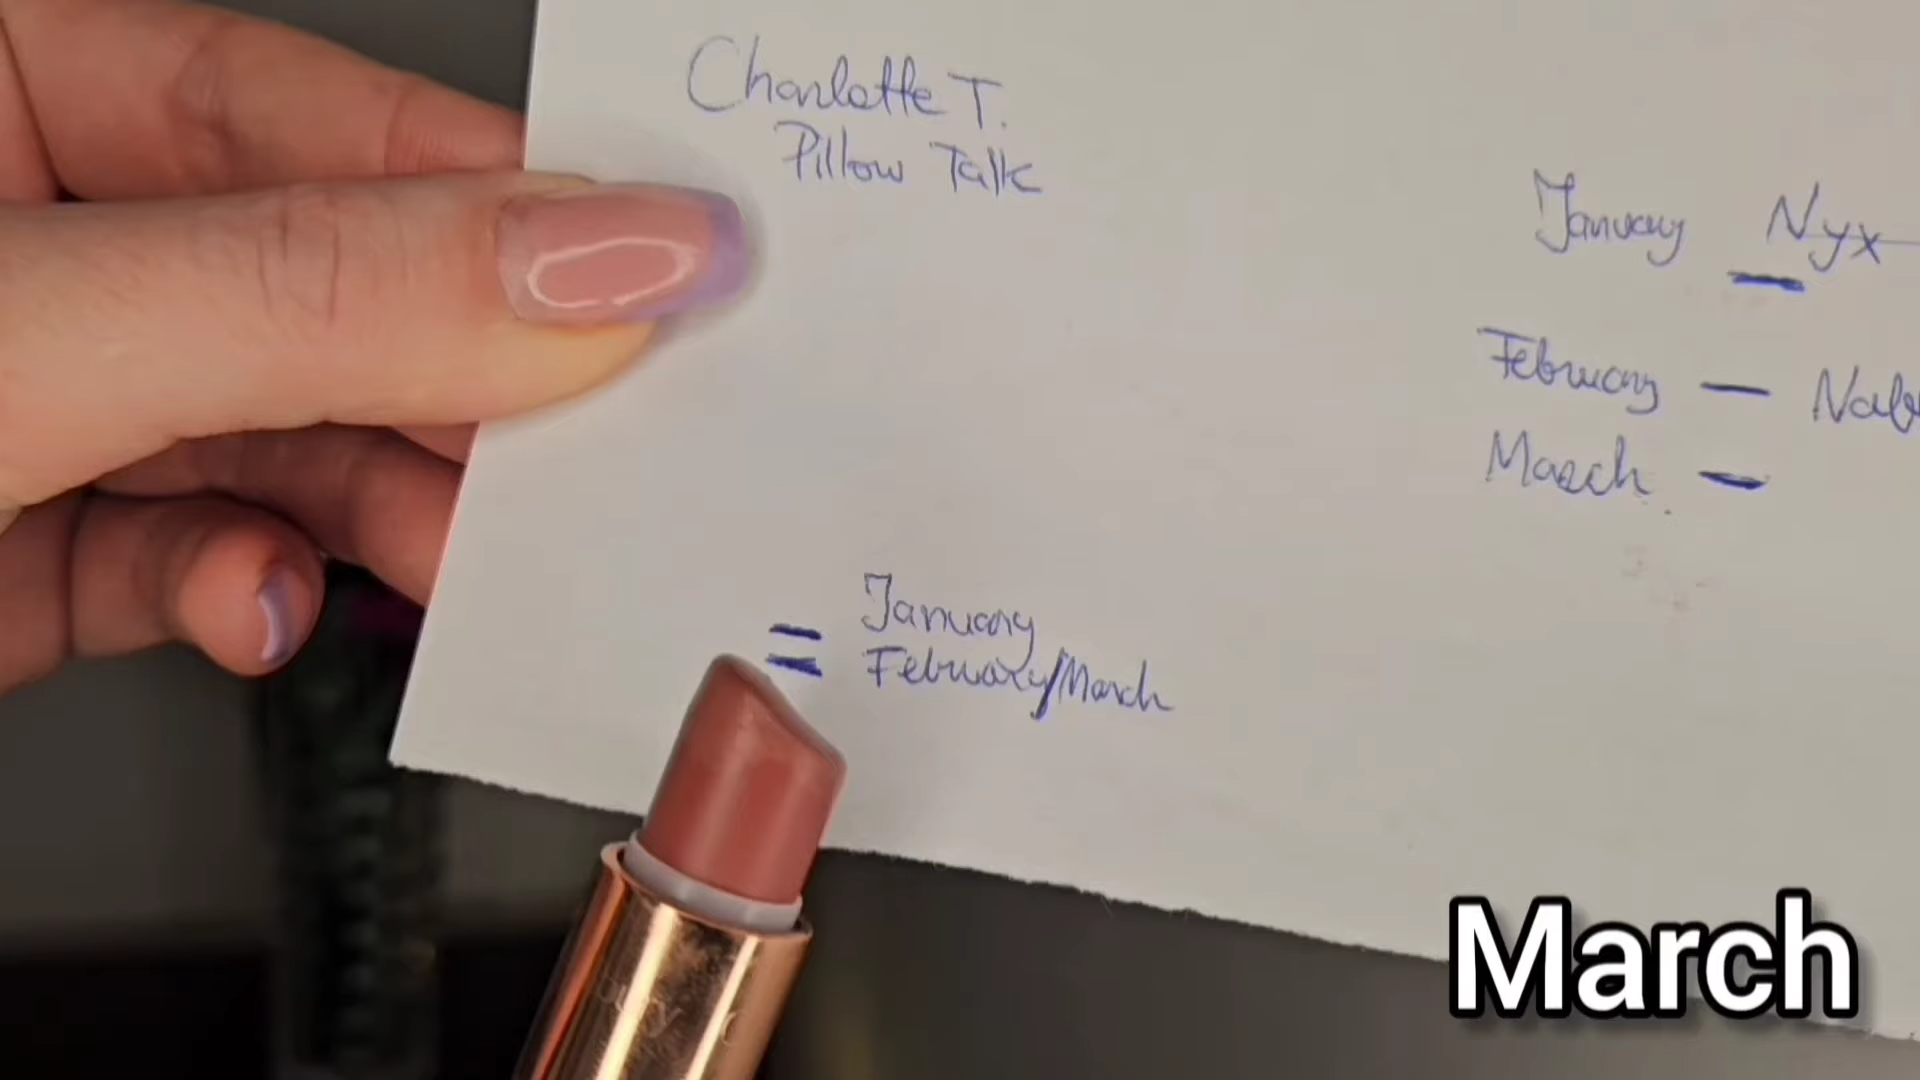 Charlotte T.
Pillow Talk
January Nyx
February —
March —
= January
February/March
March